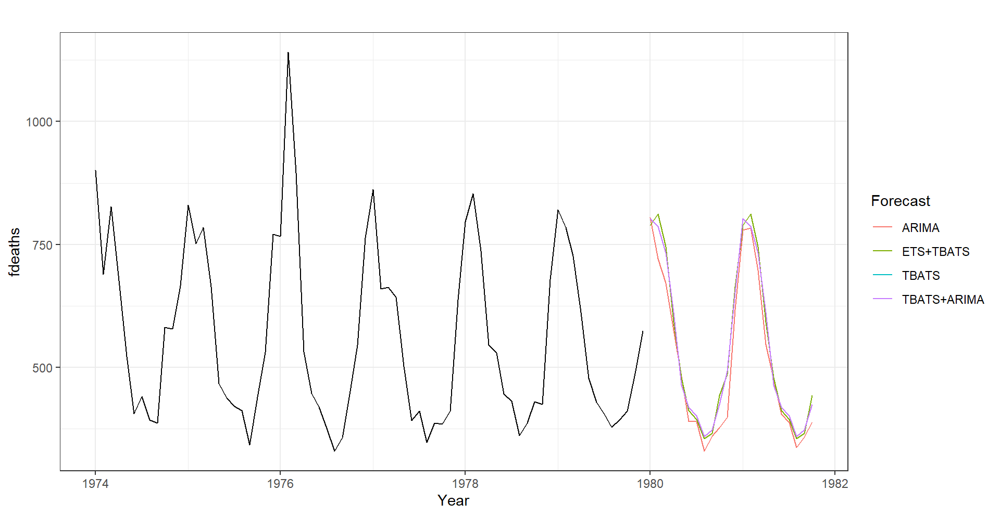 fdeaths
1000
750
500
1974
1976
1978
1980
1982
Year
Forecast
ARIMA
ETS+TBATS
TBATS
TBATS+ARIMA